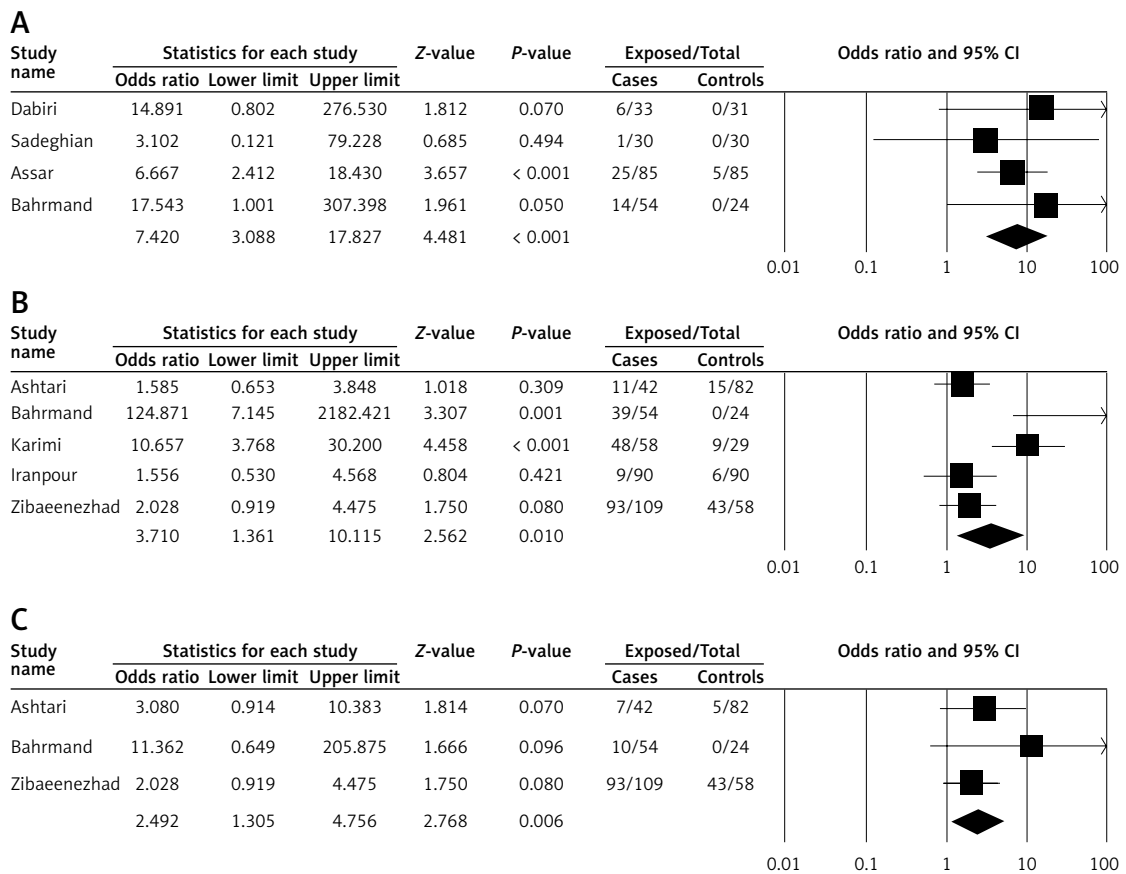 A
Study name Statistics for each study Z-value P-value Exposed/Total Odds ratio and 95% CI
Odds ratio Lower limit Upper limit Cases Controls
Dabiri 14.891 0.802 276.530 1.812 0.070 6/33 0/31
Sadeghian 3.102 0.121 79.228 0.685 0.494 1/30 0/30
Assar 6.667 2.412 18.430 3.657 < 0.001 25/85 5/85
Bahrmand 17.543 1.001 307.398 1.961 0.050 14/54 0/24
7.420 3.088 17.827 4.481 < 0.001
0.01 0.1 1 10 100
B
Study name Statistics for each study Z-value P-value Exposed/Total Odds ratio and 95% CI
Odds ratio Lower limit Upper limit Cases Controls
Ashtari 1.585 0.653 3.848 1.018 0.309 11/42 15/82
Bahrmand 124.871 7.145 2182.421 3.307 0.001 39/54 0/24
Karimi 10.657 3.768 30.200 4.458 < 0.001 48/58 9/29
Iranpour 1.556 0.530 4.568 0.804 0.421 9/90 6/90
Zibaeenezhad 2.028 0.919 4.475 1.750 0.080 93/109 43/58
3.710 1.361 10.115 2.562 0.010
0.01 0.1 1 10 100
C
Study name Statistics for each study Z-value P-value Exposed/Total Odds ratio and 95% CI
Odds ratio Lower limit Upper limit Cases Controls
Ashtari 3.080 0.914 10.383 1.814 0.070 7/42 5/82
Bahrmand 11.362 0.649 205.875 1.666 0.096 10/54 0/24
Zibaeenezhad 2.028 0.919 4.475 1.750 0.080 93/109 43/58
2.492 1.305 4.756 2.768 0.006
0.01 0.1 1 10 100